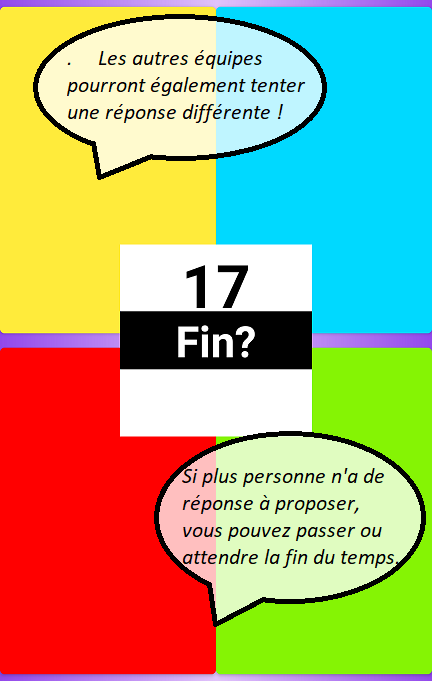 . Les autres équipes
pourront également tenter
une réponse différente !
17
Fin?
Si plus personne n'a de
réponse à proposer,
vous pouvez passer ou
attendre la fin du temps.